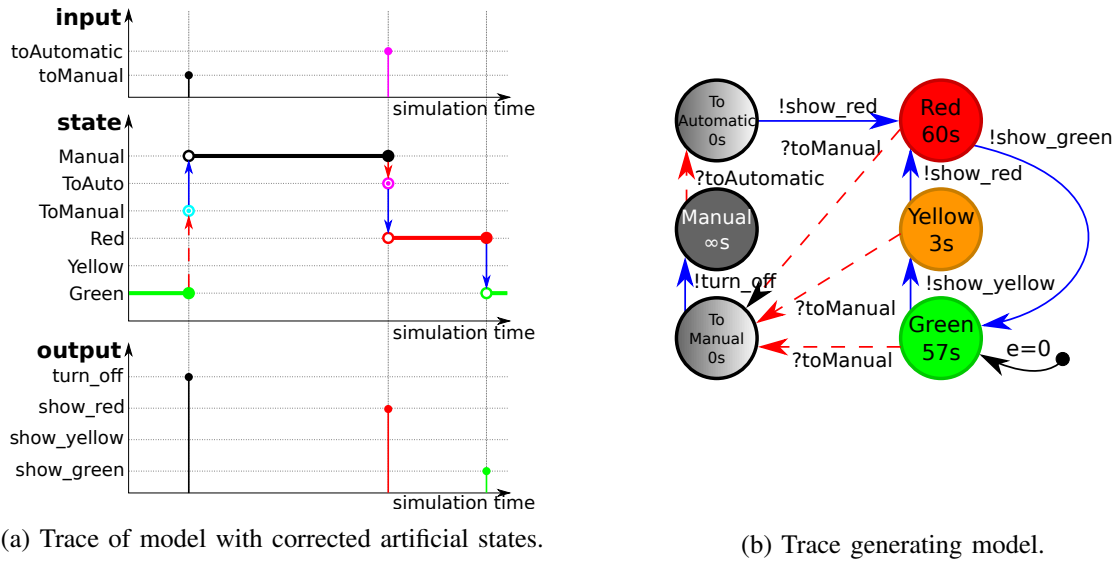 input
toAutomatic
toManual
simulation time
state
Manual
ToAuto
ToManual
Red
Yellow
Green
simulation time
output
turn_off
show_red
show_yellow
show_green
simulation time
(a) Trace of model with corrected artificial states.
To
Automatic
0s
!show_red
Red
60s
!show_green
?toManual
?toAutomatic
!show_red
Manual
∞s
Yellow
3s
!turn_off
!show_yellow
To
Manual
0s
?toManual
Green
57s
?toManual
e=0
(b) Trace generating model.